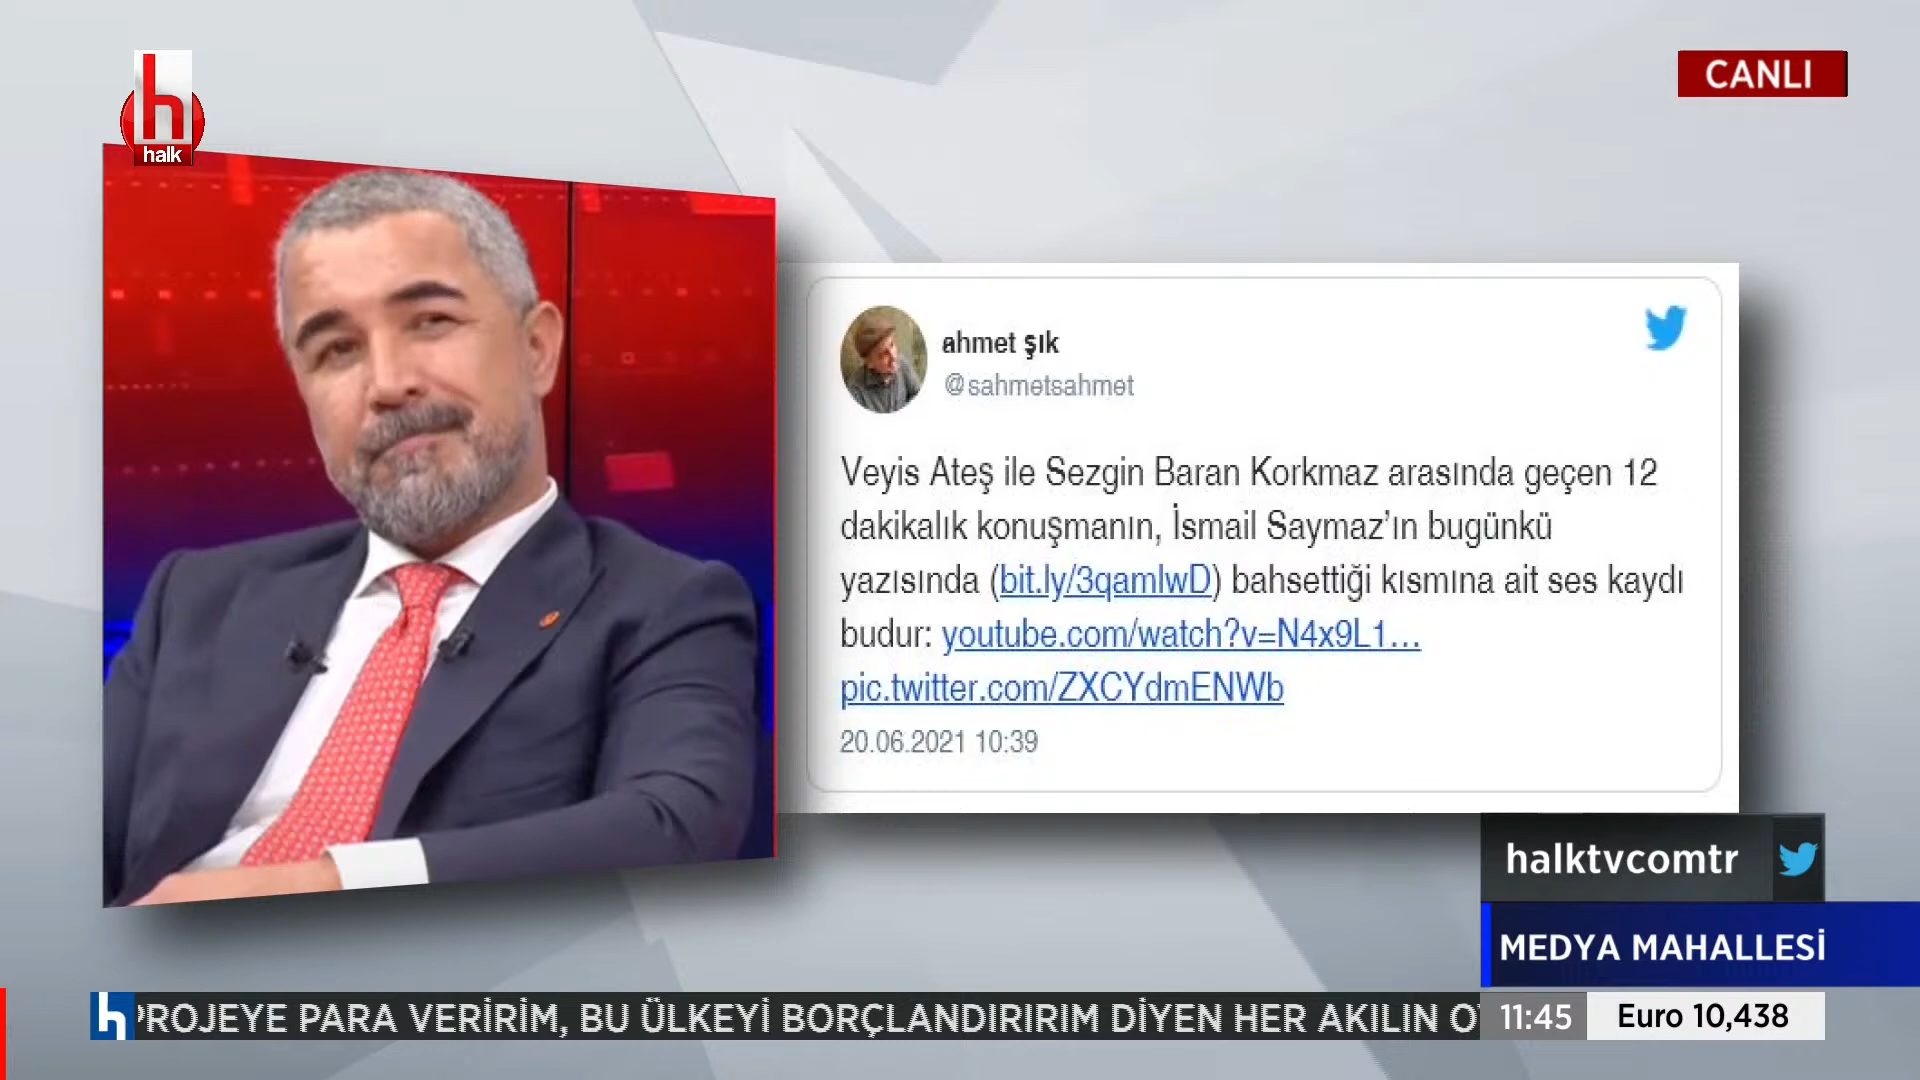 halk
CANLI
ahmet şık
@sahmetsahmet
Veyis Ateş ile Sezgin Baran Korkmaz arasında geçen 12
dakikalık konuşmanın, İsmail Saymaz'ın bugünkü
yazısında (bit.ly/3qamlwD) bahsettiği kısmına ait ses kaydı
budur: youtube.com/watch?v=N4x9L1...
pic.twitter.com/ZXCYdmENWb
20.06.2021 10:39
halktvcomtr
MEDYA MAHALLESİ
PROJEYE PARA VERİRİM, BU ÜLKEYİ BORÇLANDIRIRIM DİYEN HER AKILIN
11:45
Euro 10,438